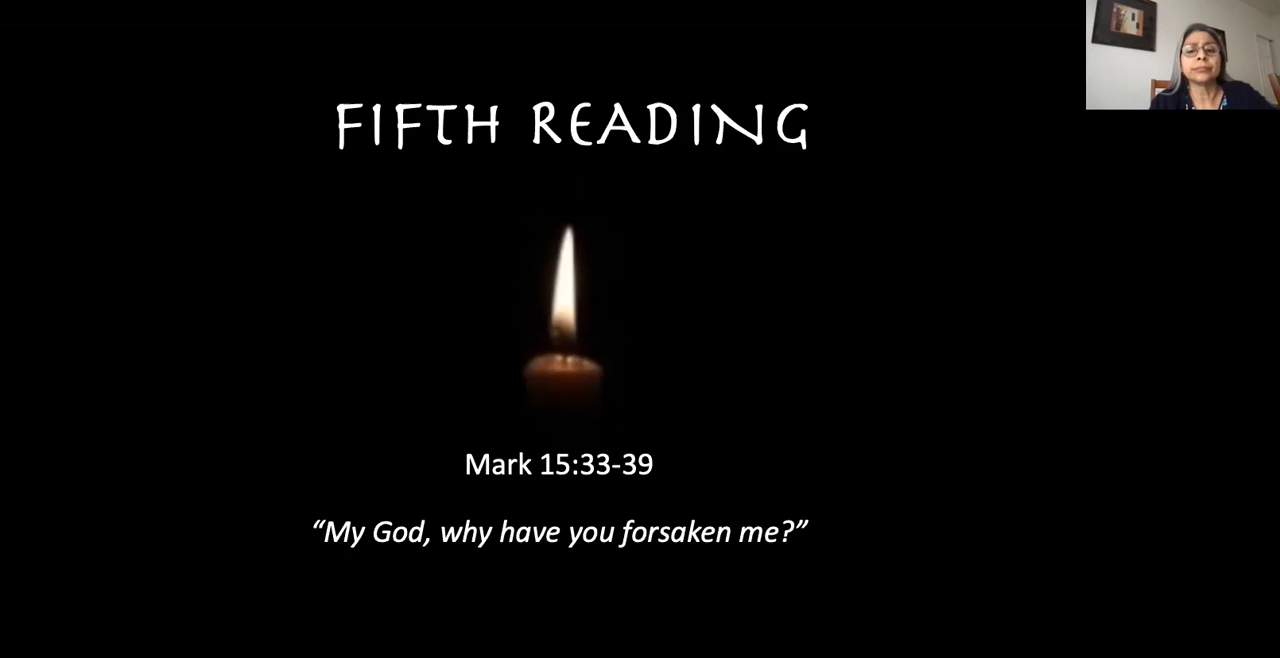 FIFTH READING
Mark 15:33-39
“My God, why have you forsaken me?”